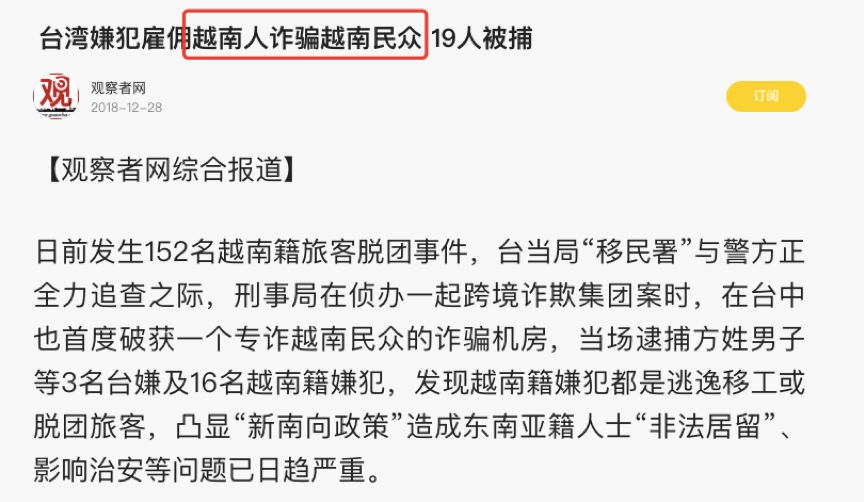 台湾嫌犯雇佣越南人诈骗越南民众 19人被捕
观
观察者网
2018-12-28
订阅
【观察者网综合报道】
日前发生152名越南籍旅客脱团事件，台当局“移民署”与警方正
全力追查之际，刑事局在侦办一起跨境诈欺集团案时，在台中
也首度破获一个专诈越南民众的诈骗机房，当场逮捕方姓男子
等3名台嫌及16名越南籍嫌犯，发现越南籍嫌犯都是逃逸移工或
脱团旅客，凸显“新南向政策”造成东南亚籍人士“非法居留”、
影响治安等问题已日趋严重。